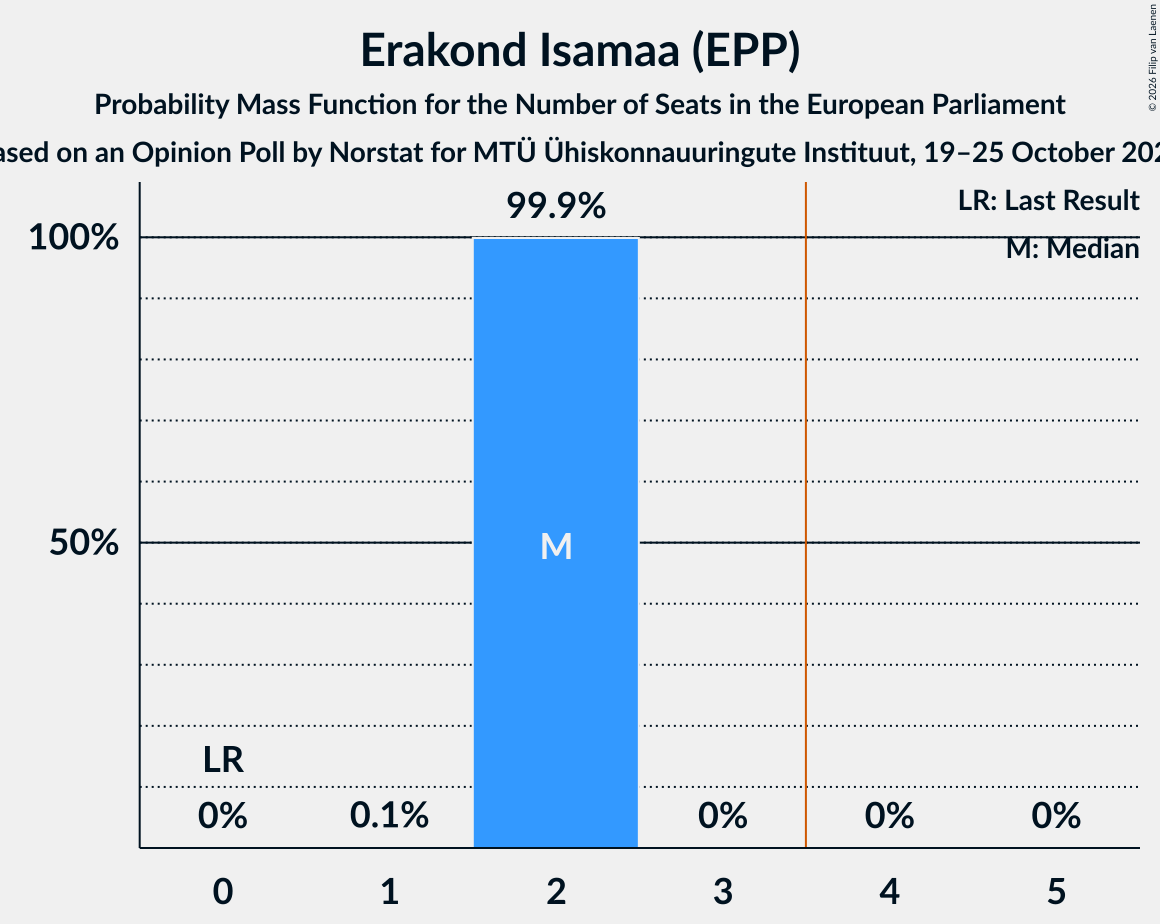 Erakond Isamaa (EPP)
Probability Mass Function for the Number of Seats in the European Parliament
on an Opinion Poll by Norstat for MTÜ Ühiskonnauuringute Instituut, 19–25 October
© 2026 Filip van Laenen
LR: Last Result
M: Median
99.9%
100%
50%
M
LR
0%
0.1%
0%
0%
0%
0
1
2
3
4
5